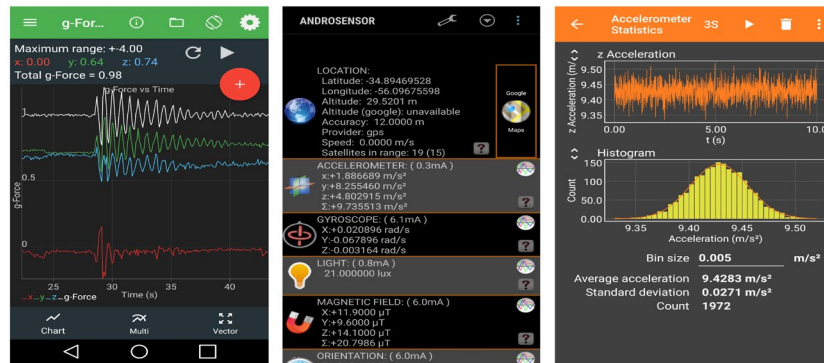 g-For...
Maximum range: +-4.00
x: 0.00 y: 0.64 z: 0.74
Total g-Force = 0.98
+
g-Force vs Time
1
0.5
0
g-Force
25 30 35 40
Time (s)
x y z g-Force
Chart Multi Vector
ANDROSENSOR
LOCATION:
Latitude: -34.89469528
Longitude: -56.09675598
Altitude: 29.5201 m
Altitude (google): unavailable
Accuracy: 12.0000 m
Provider: gps
Speed: 0.0000 m/s
Satellites in range: 19 (15)
?
Google
Maps
ACCELEROMETER: ( 0.3mA )
x:+1.886689 m/s²
y:+8.255460 m/s²
z:+4.802915 m/s²
Σ:+9.735513 m/s²
?
GYROSCOPE: ( 6.1mA )
X:+0.020896 rad/s
Y:-0.067896 rad/s
Z:-0.003164 rad/s
?
LIGHT: ( 0.8mA )
21.000000 lux
?
MAGNETIC FIELD: ( 6.0mA )
X:+11.9000 µT
Y:+9.6000 µT
Z:+14.1000 µT
Σ:+20.7986 µT
?
ORIENTATION: ( 6.0mA )
Accelerometer
Statistics
3S
z Acceleration
z Acceleration (m/
9.50
9.45
9.40
9.35
0.00 5.00 10.0
t (s)
Histogram
Count
150
100
50.0
0.00
9.35 9.40 9.45 9.50
Acceleration (m/s²)
Bin size 0.005 m/s²
Average acceleration 9.4283 m/s²
Standard deviation 0.0271 m/s²
Count 1972